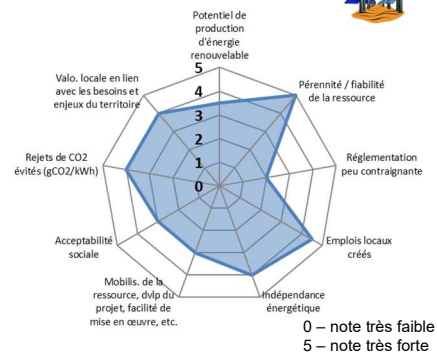 Potentiel de
production
d'énergie
renouvelable
5
4
3
2
1
0
Pérennité / fiabilité
de la ressource
Réglementation
peu contraignante
Emplois locaux
créés
Indépendance
énergétique
Mobilis. de la
ressource, dvlp du
projet, facilité de
mise en œuvre, etc.
Acceptabilité
sociale
Rejets de CO2
évités (gCO2/kWh)
Valo. locale en lien
avec les besoins et
enjeux du territoire
0 – note très faible
5 – note très forte